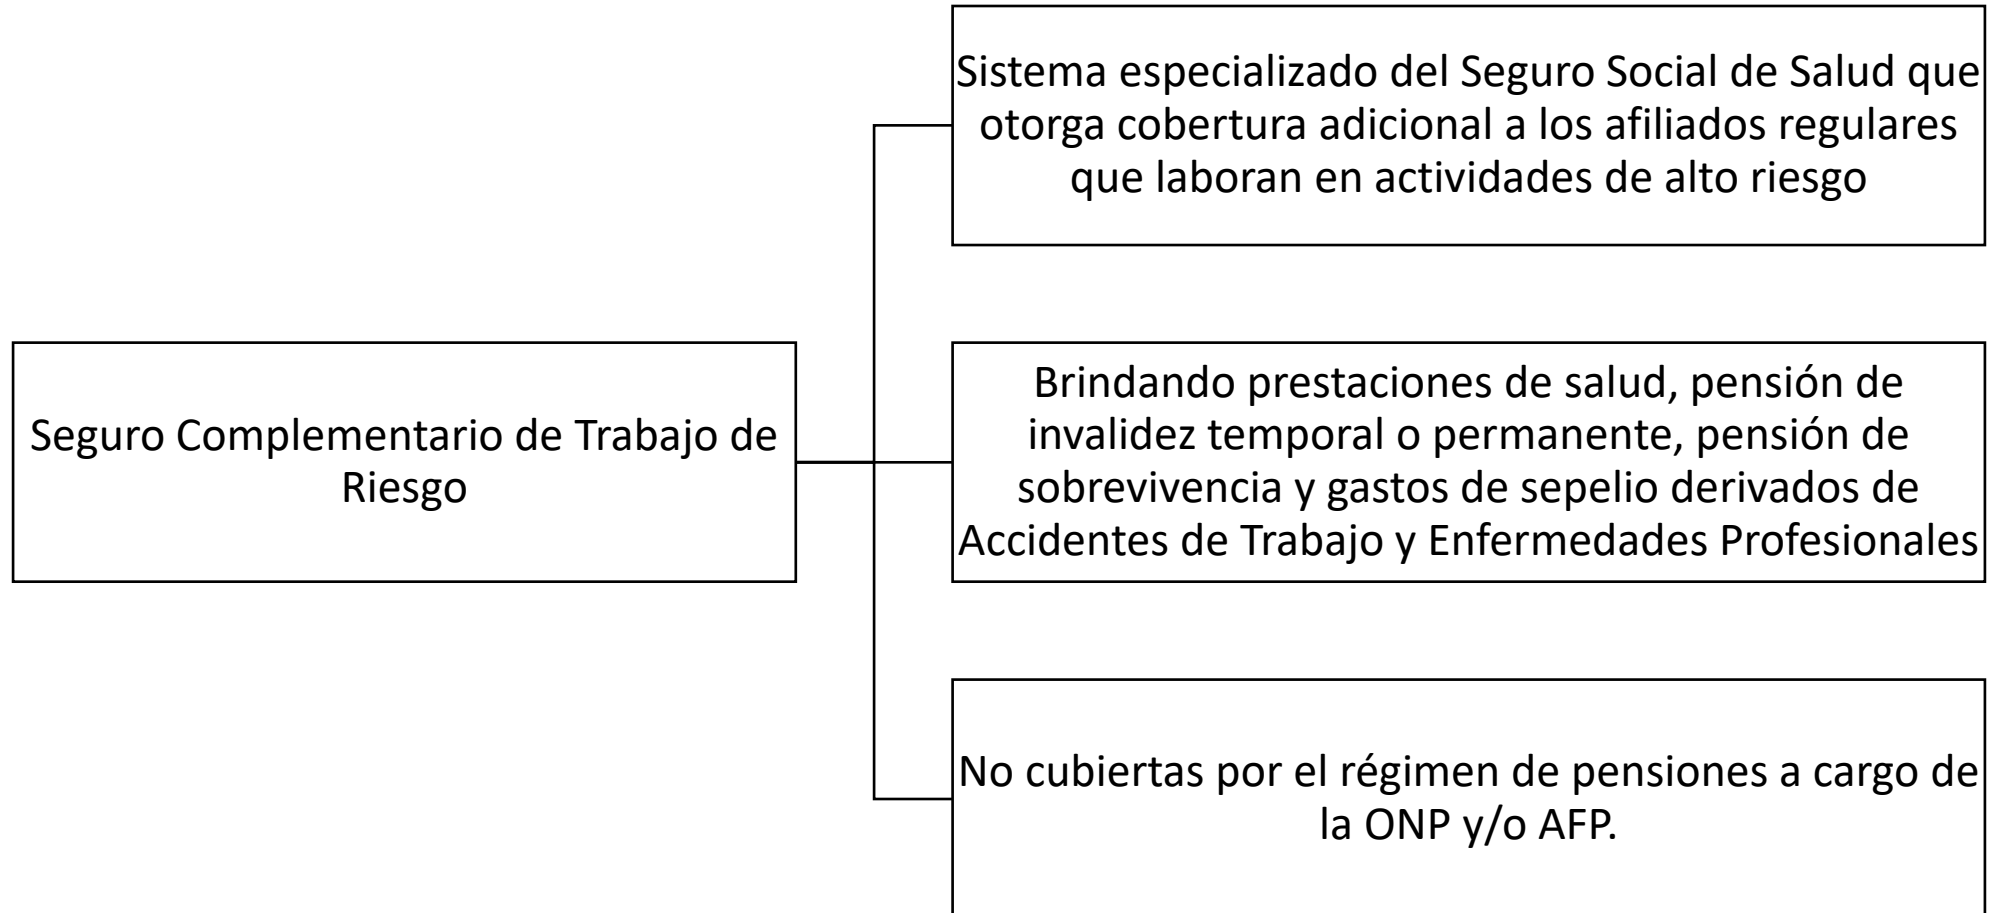 Seguro Complementario de Trabajo de
Riesgo
Sistema especializado del Seguro Social de Salud que
otorga cobertura adicional a los afiliados regulares
que laboran en actividades de alto riesgo
Brindando prestaciones de salud, pensión de
invalidez temporal o permanente, pensión de
sobrevivencia y gastos de sepelio derivados de
Accidentes de Trabajo y Enfermedades Profesionales
No cubiertas por el régimen de pensiones a cargo de
la ONP y/o AFP.